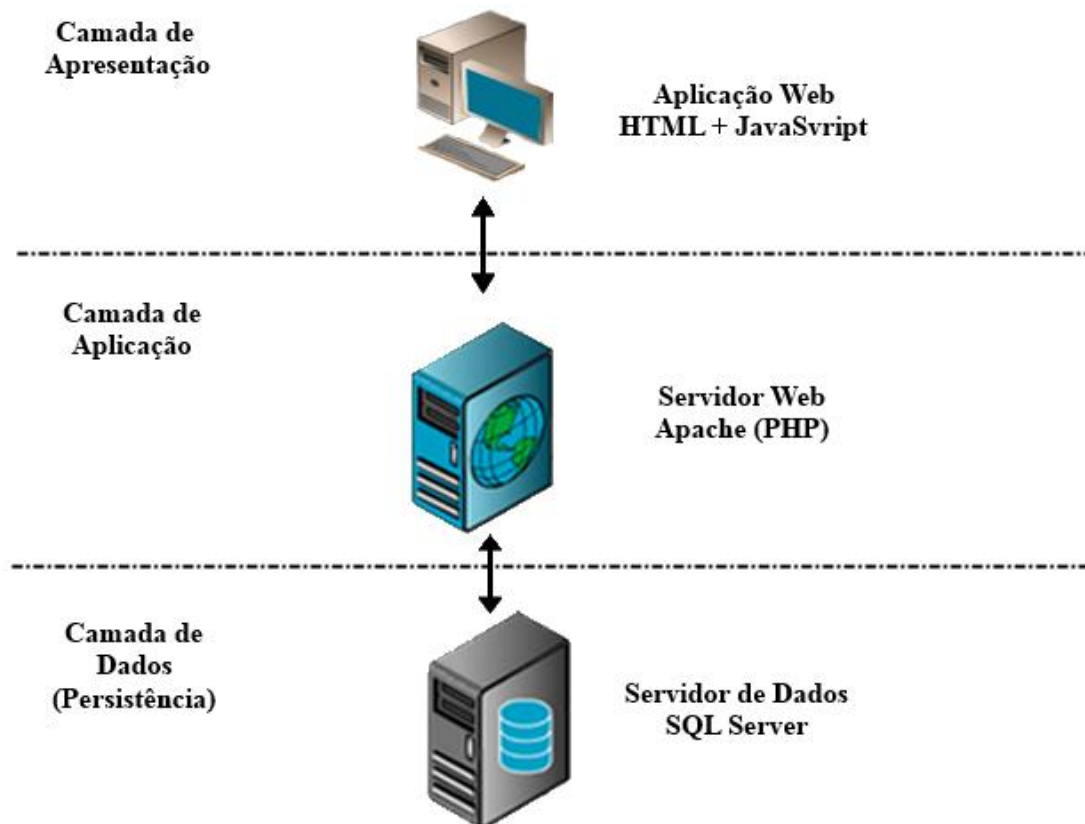 Camada de
Apresentação
Aplicação Web
HTML + JavaSvript
Camada de
Aplicação
Servidor Web
Apache (PHP)
Camada de
Dados
(Persistência)
Servidor de Dados
SQL Server